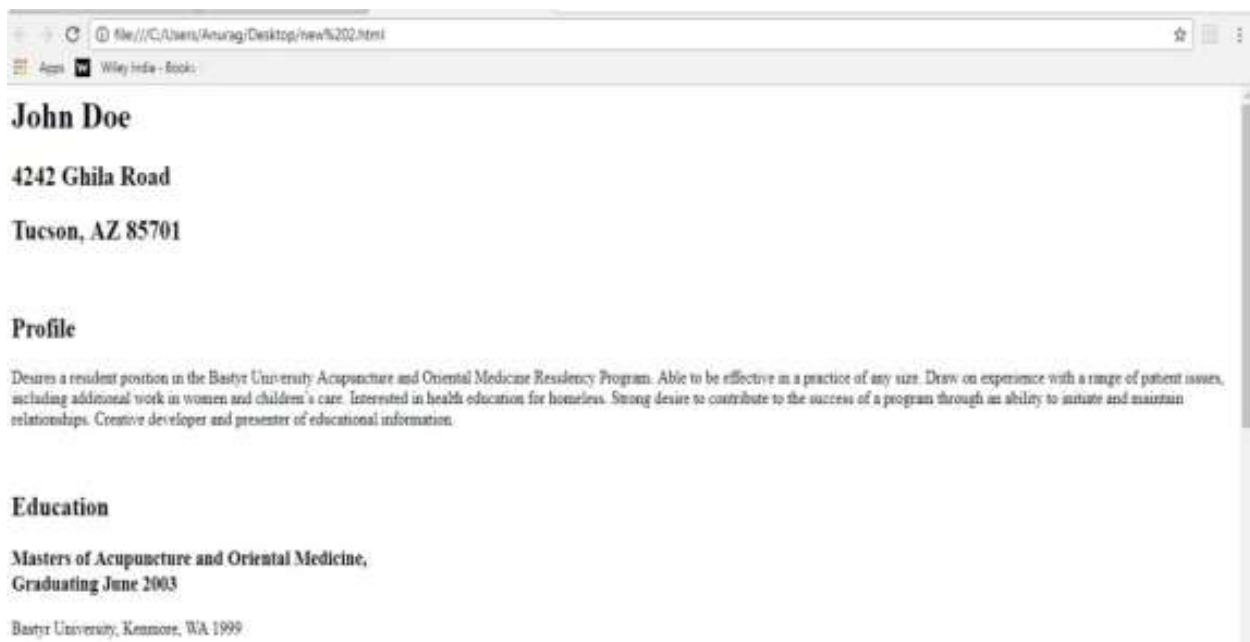 file:///C:/Users/Anurag/Desktop/new%202.html
Apps Wiley India - Books
John Doe
4242 Ghila Road
Tucson, AZ 85701
Profile
Desires a resident position in the Bastyr University Acupuncture and Oriental Medicine Residency Program. Able to be effective in a practice of any size. Draw on experience with a range of patient issues,
including additional work in women and children's care. Interested in health education for homeless. Strong desire to contribute to the success of a program through an ability to initiate and maintain
relationships. Creative developer and presenter of educational information.
Education
Masters of Acupuncture and Oriental Medicine,
Graduating June 2003
Bastyr University, Kenmore, WA 1999